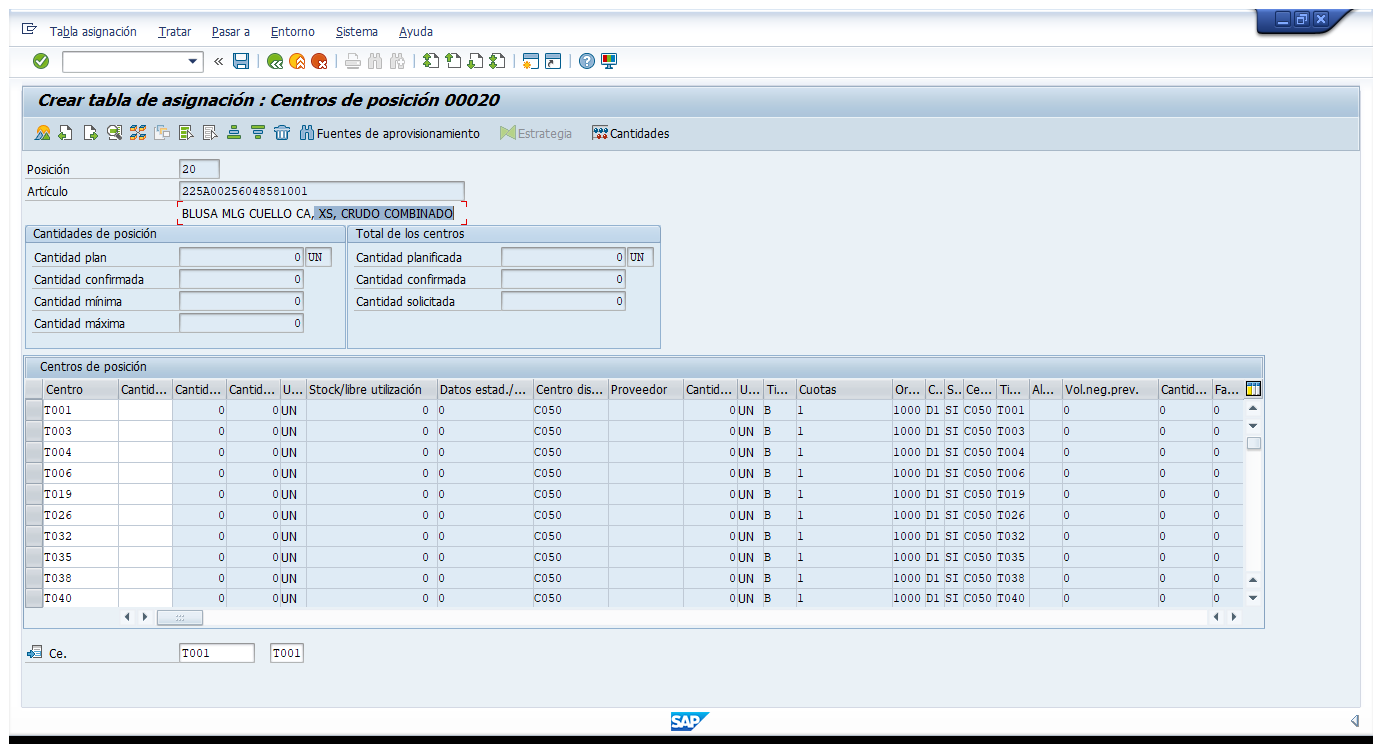 Tabla asignación Tratar Pasar a Entorno Sistema Ayuda
Crear tabla de asignación : Centros de posición 00020
Fuentes de aprovisionamiento Estrategia Cantidades
Posición 20
Artículo 225A00256048581001
BLUSA MLG CUELLO CA, XS, CRUDO COMBINADO
Cantidades de posición Total de los centros
Cantidad plan 0 UN Cantidad planificada 0 UN
Cantidad confirmada 0 Cantidad confirmada 0
Cantidad mínima 0 Cantidad solicitada 0
Cantidad máxima 0
Centros de posición
Centro Cantid... Cantid... Cantid... U... Stock/libre utilización Datos estad./... Centro dis... Proveedor Cantid... U... Ti... Cuotas Or... C.. S.. Ce... Ti... Al... Vol.neg.prev. Cantid... Fa...
T001 0 0 UN 0 0 C050 0 UN B 1 1000 D1 SI C050 T001 0 0 0
T003 0 0 UN 0 0 C050 0 UN B 1 1000 D1 SI C050 T003 0 0 0
T004 0 0 UN 0 0 C050 0 UN B 1 1000 D1 SI C050 T004 0 0 0
T006 0 0 UN 0 0 C050 0 UN B 1 1000 D1 SI C050 T006 0 0 0
T019 0 0 UN 0 0 C050 0 UN B 1 1000 D1 SI C050 T019 0 0 0
T026 0 0 UN 0 0 C050 0 UN B 1 1000 D1 SI C050 T026 0 0 0
T032 0 0 UN 0 0 C050 0 UN B 1 1000 D1 SI C050 T032 0 0 0
T035 0 0 UN 0 0 C050 0 UN B 1 1000 D1 SI C050 T035 0 0 0
T038 0 0 UN 0 0 C050 0 UN B 1 1000 D1 SI C050 T038 0 0 0
T040 0 0 UN 0 0 C050 0 UN B 1 1000 D1 SI C050 T040 0 0 0
Ce. T001 T001
SAP